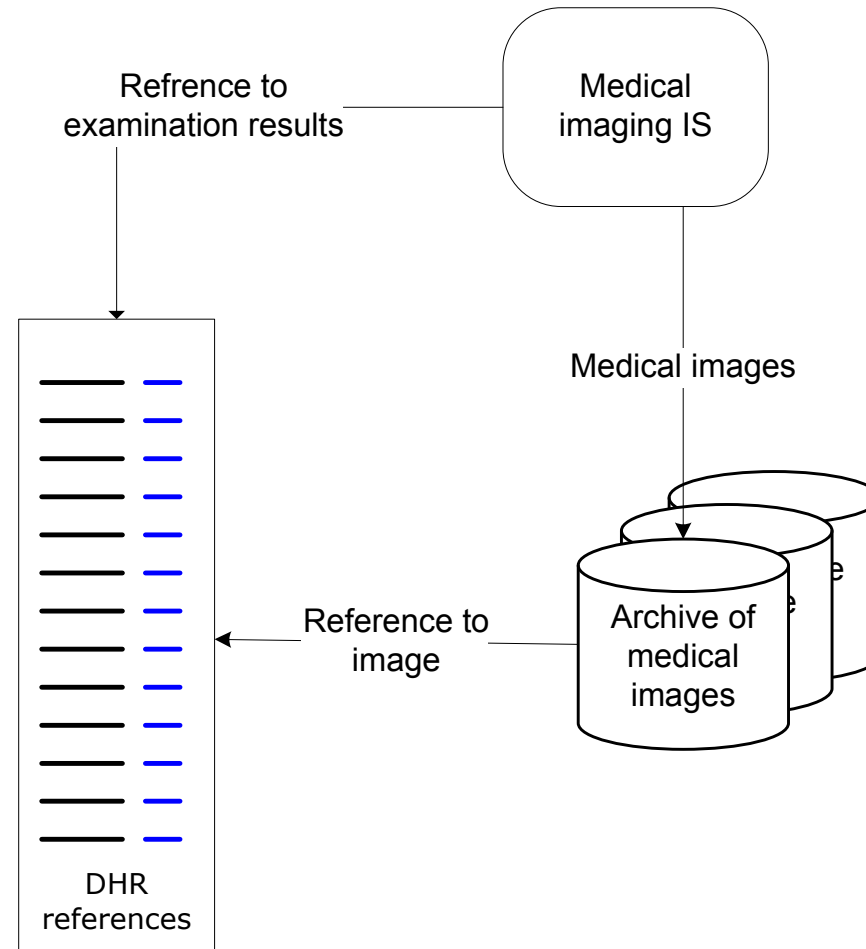 Refrence to
examination results
Medical
imaging IS
Medical images
Reference to
image
Archive of
medical
images
e
e
DHR
references